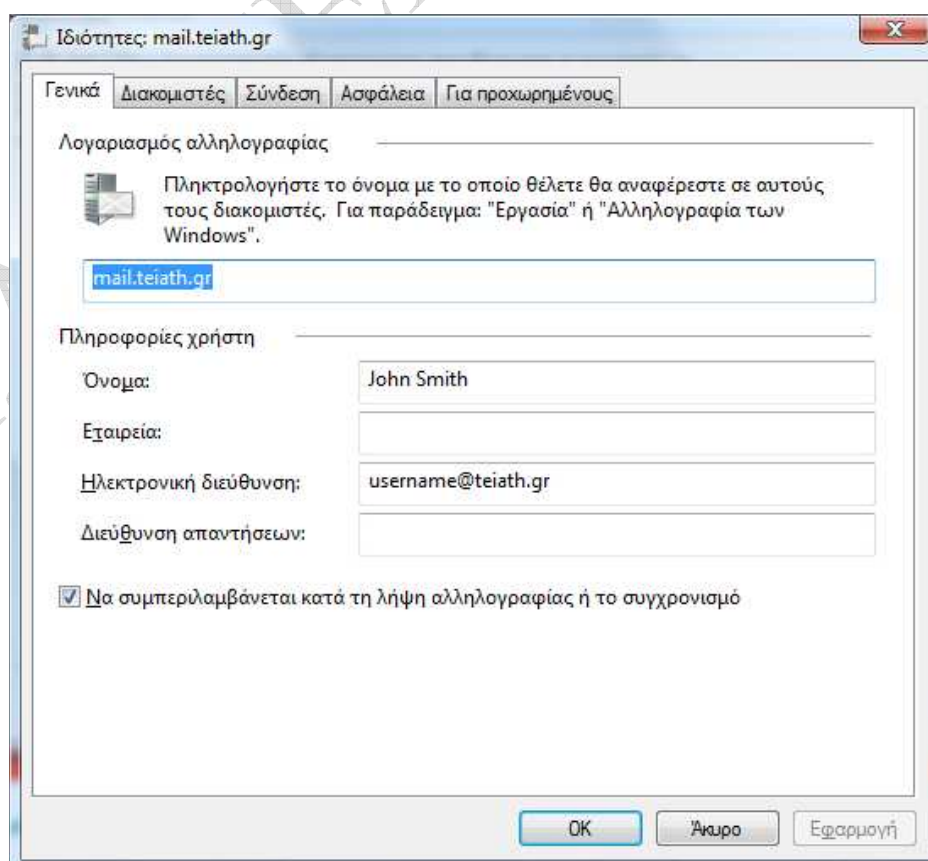 Ιδιότητες: mail.teiath.gr
Γενικά Διακομιστές Σύνδεση Ασφάλεια Για προχωρημένους
Λογαριασμός αλληλογραφίας
Πληκτρολογήστε το όνομα με το οποίο θέλετε θα αναφέρεστε σε αυτούς
τους διακομιστές. Για παράδειγμα: "Εργασία" ή "Αλληλογραφία των
Windows".
mail.teiath.gr
Πληροφορίες χρήστη
Όνομα: John Smith
Εταιρεία:
Ηλεκτρονική διεύθυνση: username@teiath.gr
Διεύθυνση απαντήσεων:
Να συμπεριλαμβάνεται κατά τη λήψη αλληλογραφίας ή το συγχρονισμό
OK Άκυρο Εφαρμογή